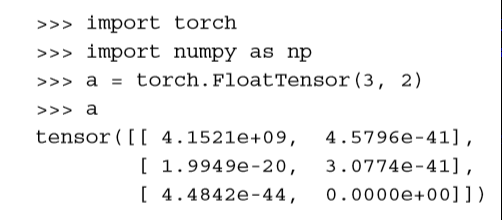 >>> import torch
>>> import numpy as np
>>> a = torch.FloatTensor(3, 2)
>>> a
tensor([[ 4.1521e+09,  4.5796e-41],
        [ 1.9949e-20,  3.0774e-41],
        [ 4.4842e-44,  0.0000e+00]])